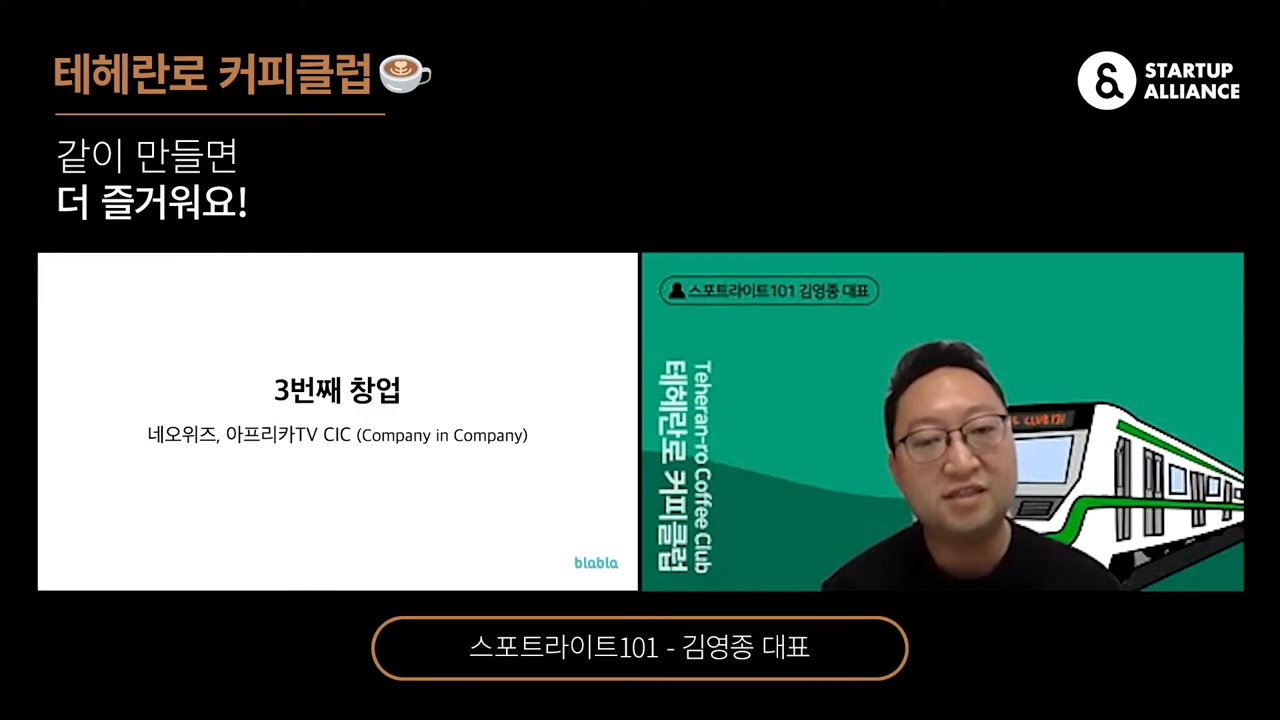 테헤란로 커피클럽
STARTUP
ALLIANCE
같이 만들면
더 즐거워요!
3번째 창업
네오위즈, 아프리카TV CIC (Company in Company)
blabla
스포트라이트101 김영종 대표
Teheran-ro Coffee Club
테헤란로 커피클럽
스포트라이트101 - 김영종 대표